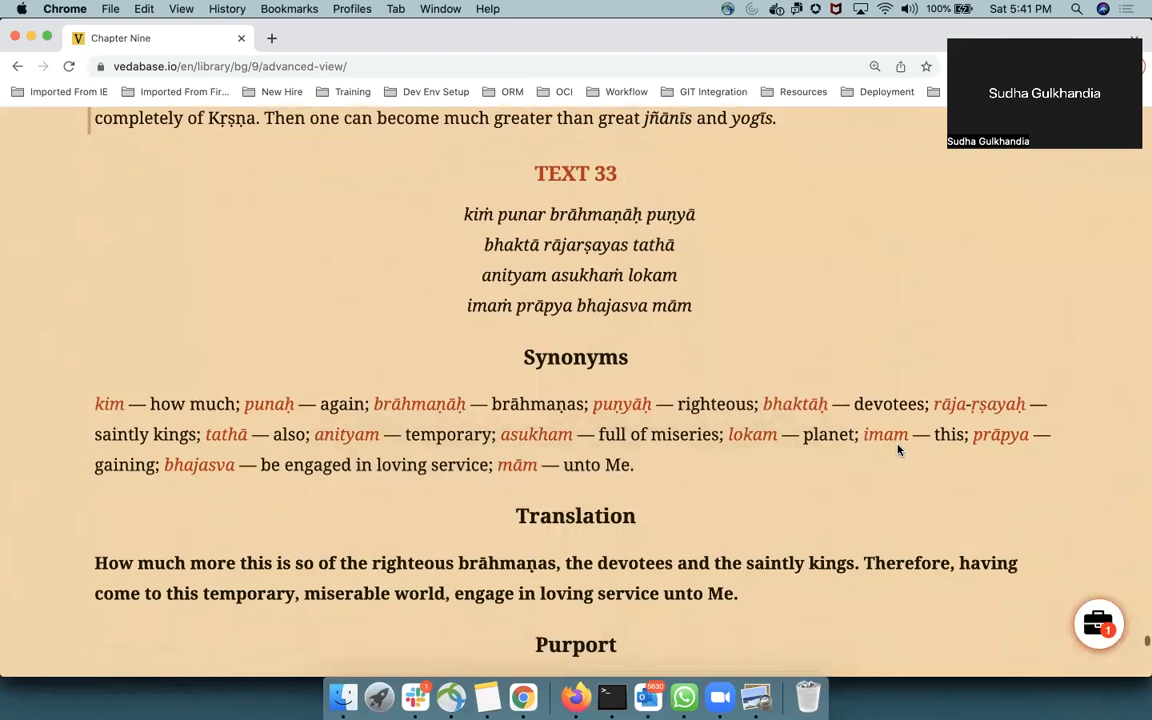 Chrome File Edit View History Bookmarks Profiles Tab Window Help 100% Sat 5:41 PM
Chapter Nine
vedabase.io/en/library/bg/9/advanced-view/
Imported From IE Imported From Fir... New Hire Training Dev Env Setup ORM OCI Workflow GIT Integration Resources Deployment
Sudha Gulkhandia
Sudha Gulkhandia
completely of Kṛṣṇa. Then one can become much greater than great jñānīs and yogīs.
TEXT 33
kiṁ punar brāhmaṇāḥ puṇyā
bhaktā rājarṣayas tathā
anityam asukhaṁ lokam
imaṁ prāpya bhajasva mām
Synonyms
kim — how much; punaḥ — again; brāhmaṇāḥ — brāhmaṇas; puṇyāḥ — righteous; bhaktāḥ — devotees; rāja-ṛṣayaḥ —
saintly kings; tathā — also; anityam — temporary; asukham — full of miseries; lokam — planet; imam — this; prāpya —
gaining; bhajasva — be engaged in loving service; mām — unto Me.
Translation
How much more this is so of the righteous brāhmaṇas, the devotees and the saintly kings. Therefore, having
come to this temporary, miserable world, engage in loving service unto Me.
Purport
1
1
5630